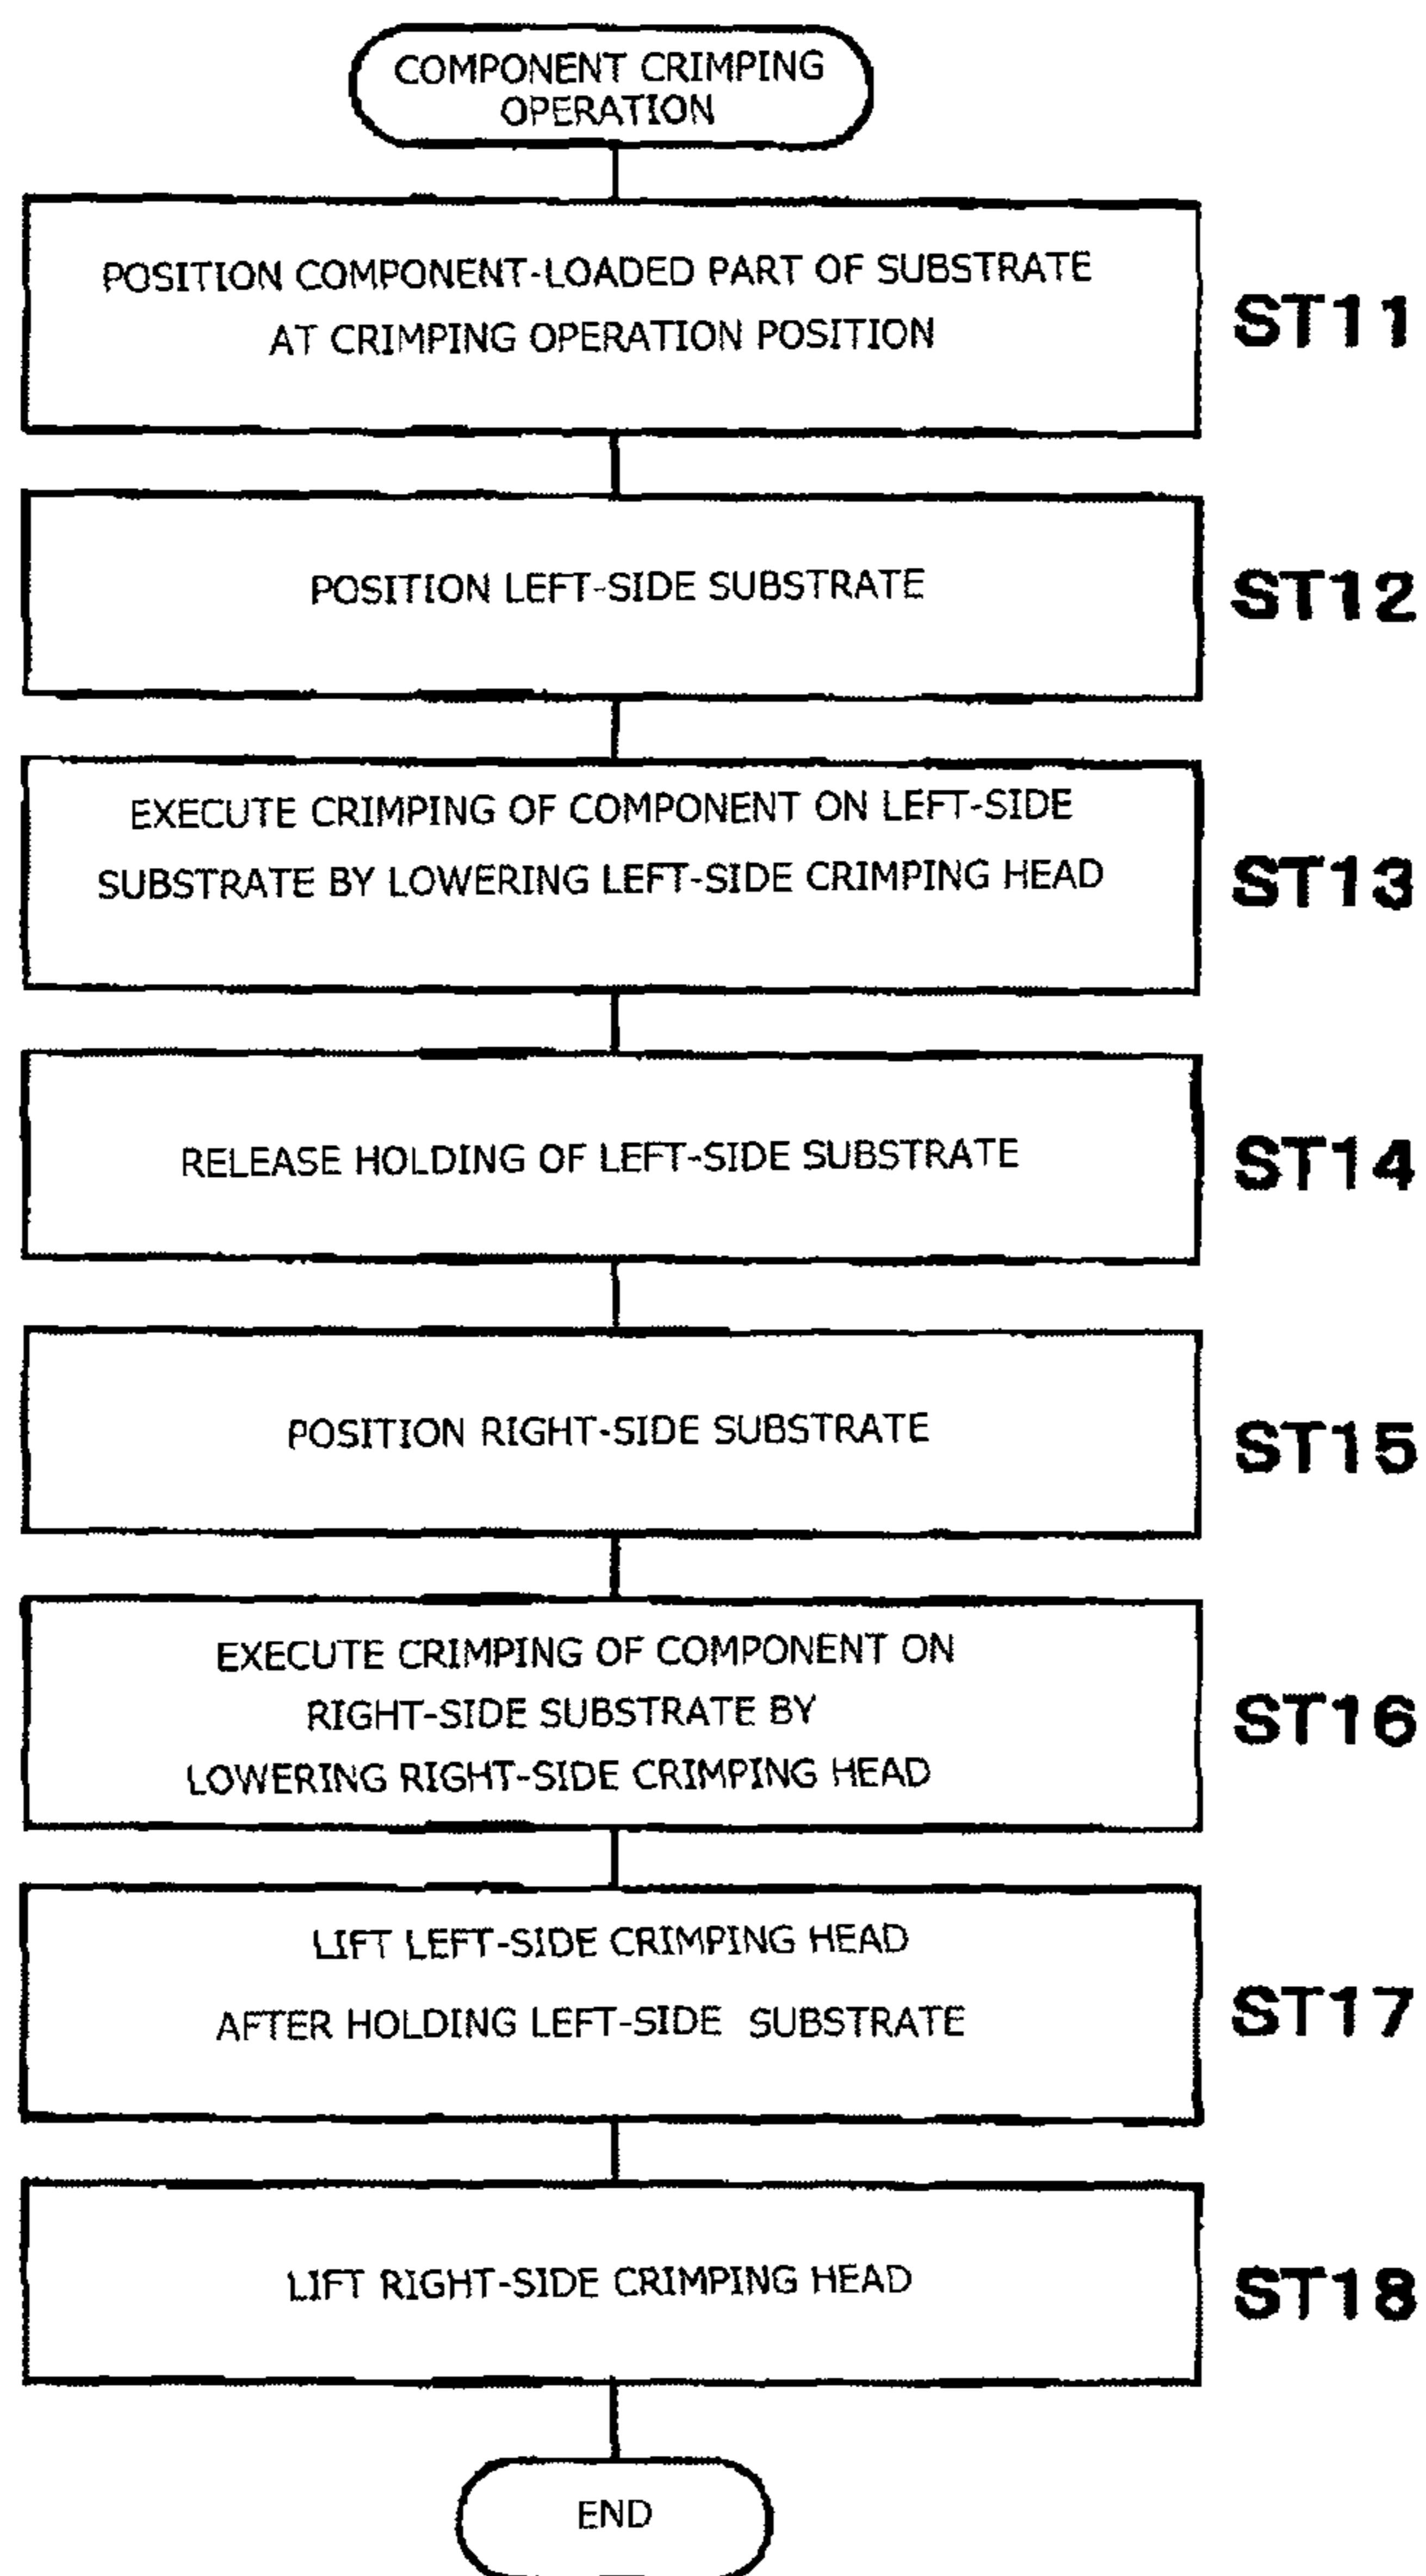 COMPONENT CRIMPING
OPERATION
POSITION COMPONENT-LOADED PART OF SUBSTRATE
AT CRIMPING OPERATION POSITION
ST11
POSITION LEFT-SIDE SUBSTRATE
ST12
EXECUTE CRIMPING OF COMPONENT ON LEFT-SIDE
SUBSTRATE BY LOWERING LEFT-SIDE CRIMPING HEAD
ST13
RELEASE HOLDING OF LEFT-SIDE SUBSTRATE
ST14
POSITION RIGHT-SIDE SUBSTRATE
ST15
EXECUTE CRIMPING OF COMPONENT ON
RIGHT-SIDE SUBSTRATE BY
LOWERING RIGHT-SIDE CRIMPING HEAD
ST16
LIFT LEFT-SIDE CRIMPING HEAD
AFTER HOLDING LEFT-SIDE SUBSTRATE
ST17
LIFT RIGHT-SIDE CRIMPING HEAD
ST18
END